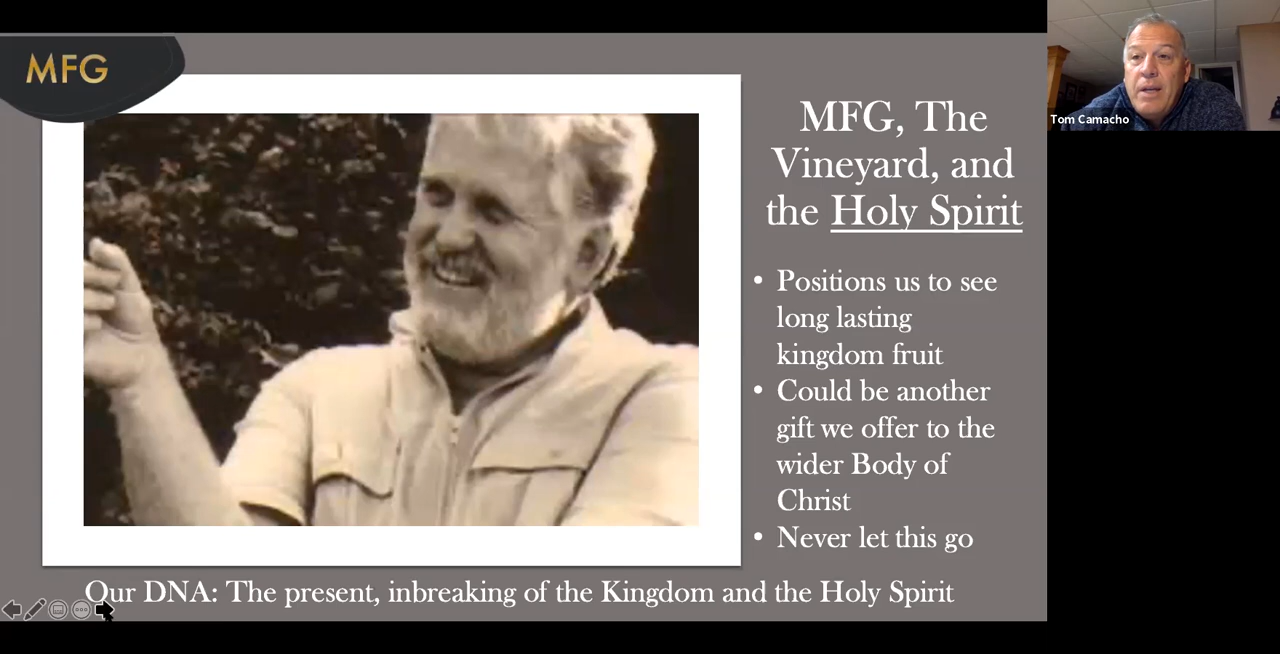 MFG
MFG, The
Vineyard, and
the Holy Spirit
• Positions us to see
long lasting
kingdom fruit
• Could be another
gift we offer to the
wider Body of
Christ
• Never let this go
Our DNA: The present, inbreaking of the Kingdom and the Holy Spirit
Tom Camacho